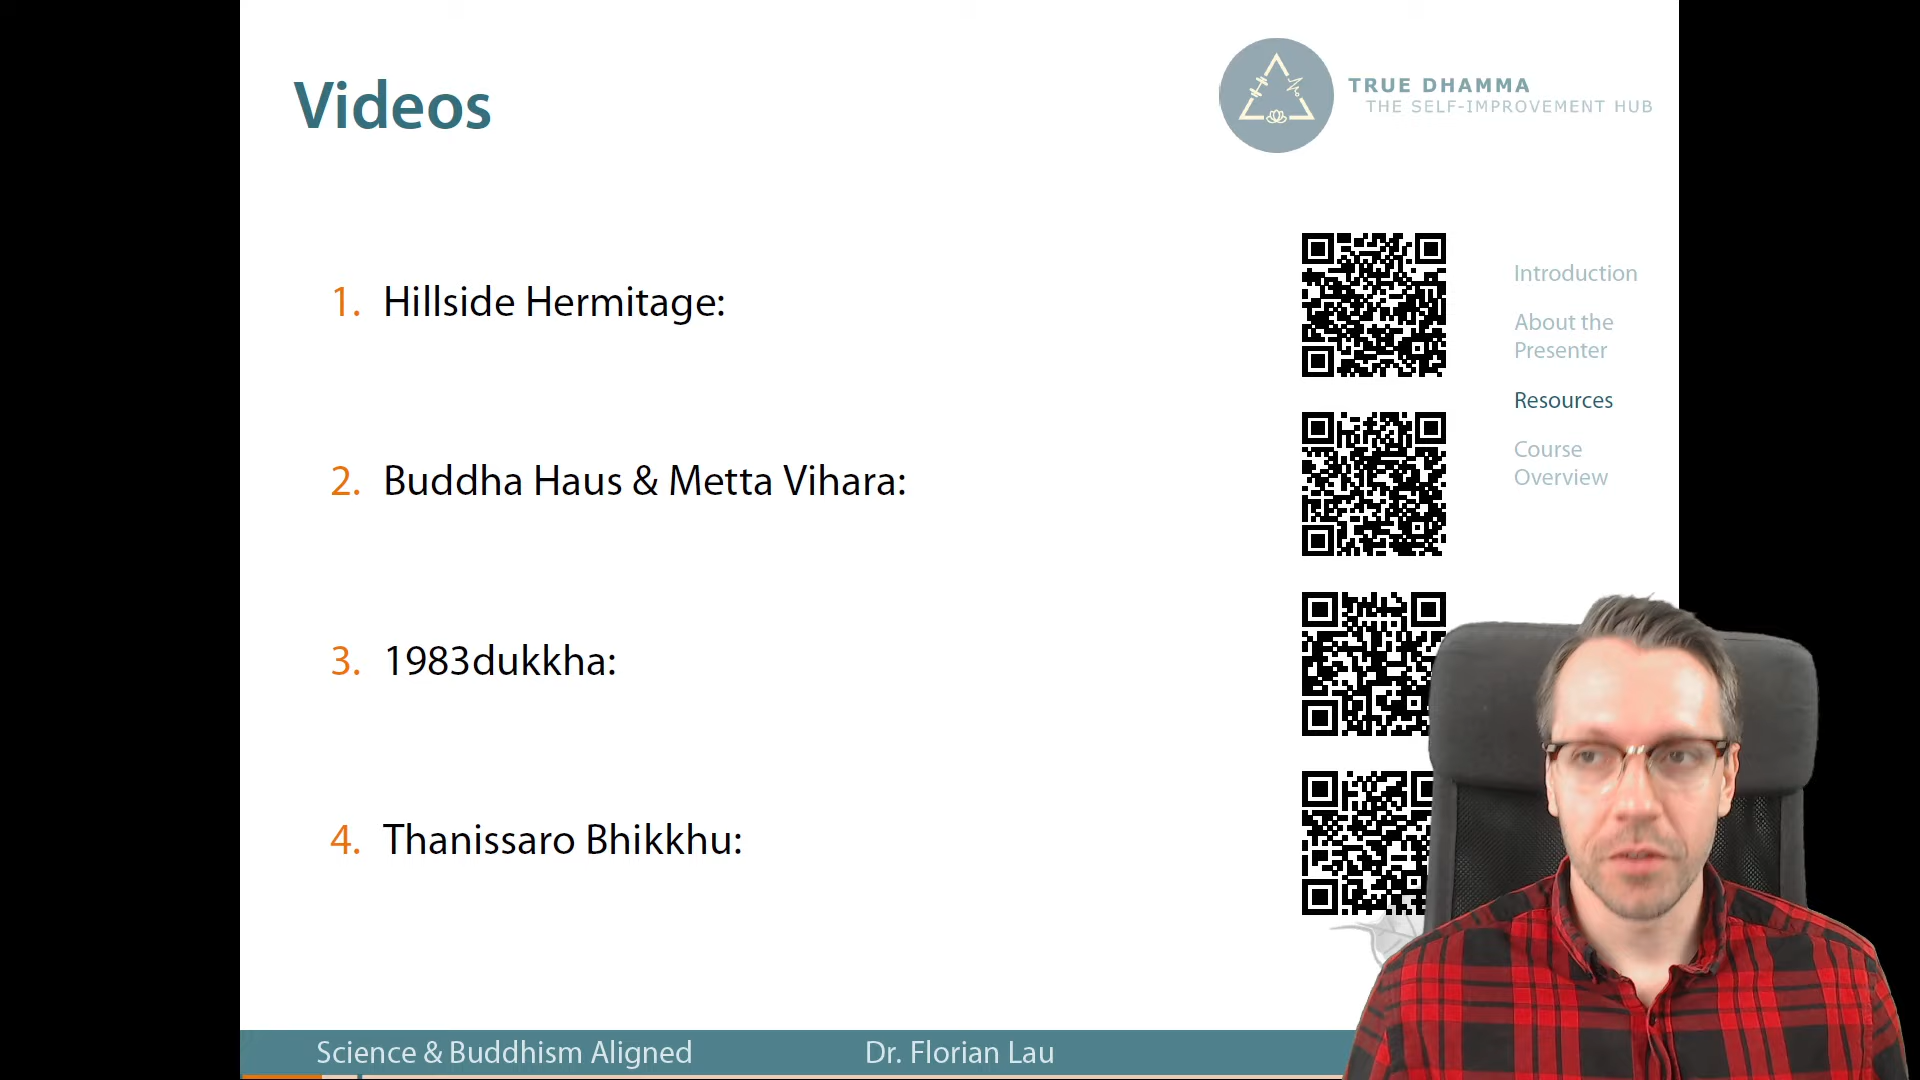 Videos
TRUE DHAMMA
THE SELF-IMPROVEMENT HUB
1. Hillside Hermitage:
2. Buddha Haus & Metta Vihara:
3. 1983dukkha:
4. Thanissaro Bhikkhu:
Introduction
About the
Presenter
Resources
Course
Overview
Science & Buddhism Aligned
Dr. Florian Lau